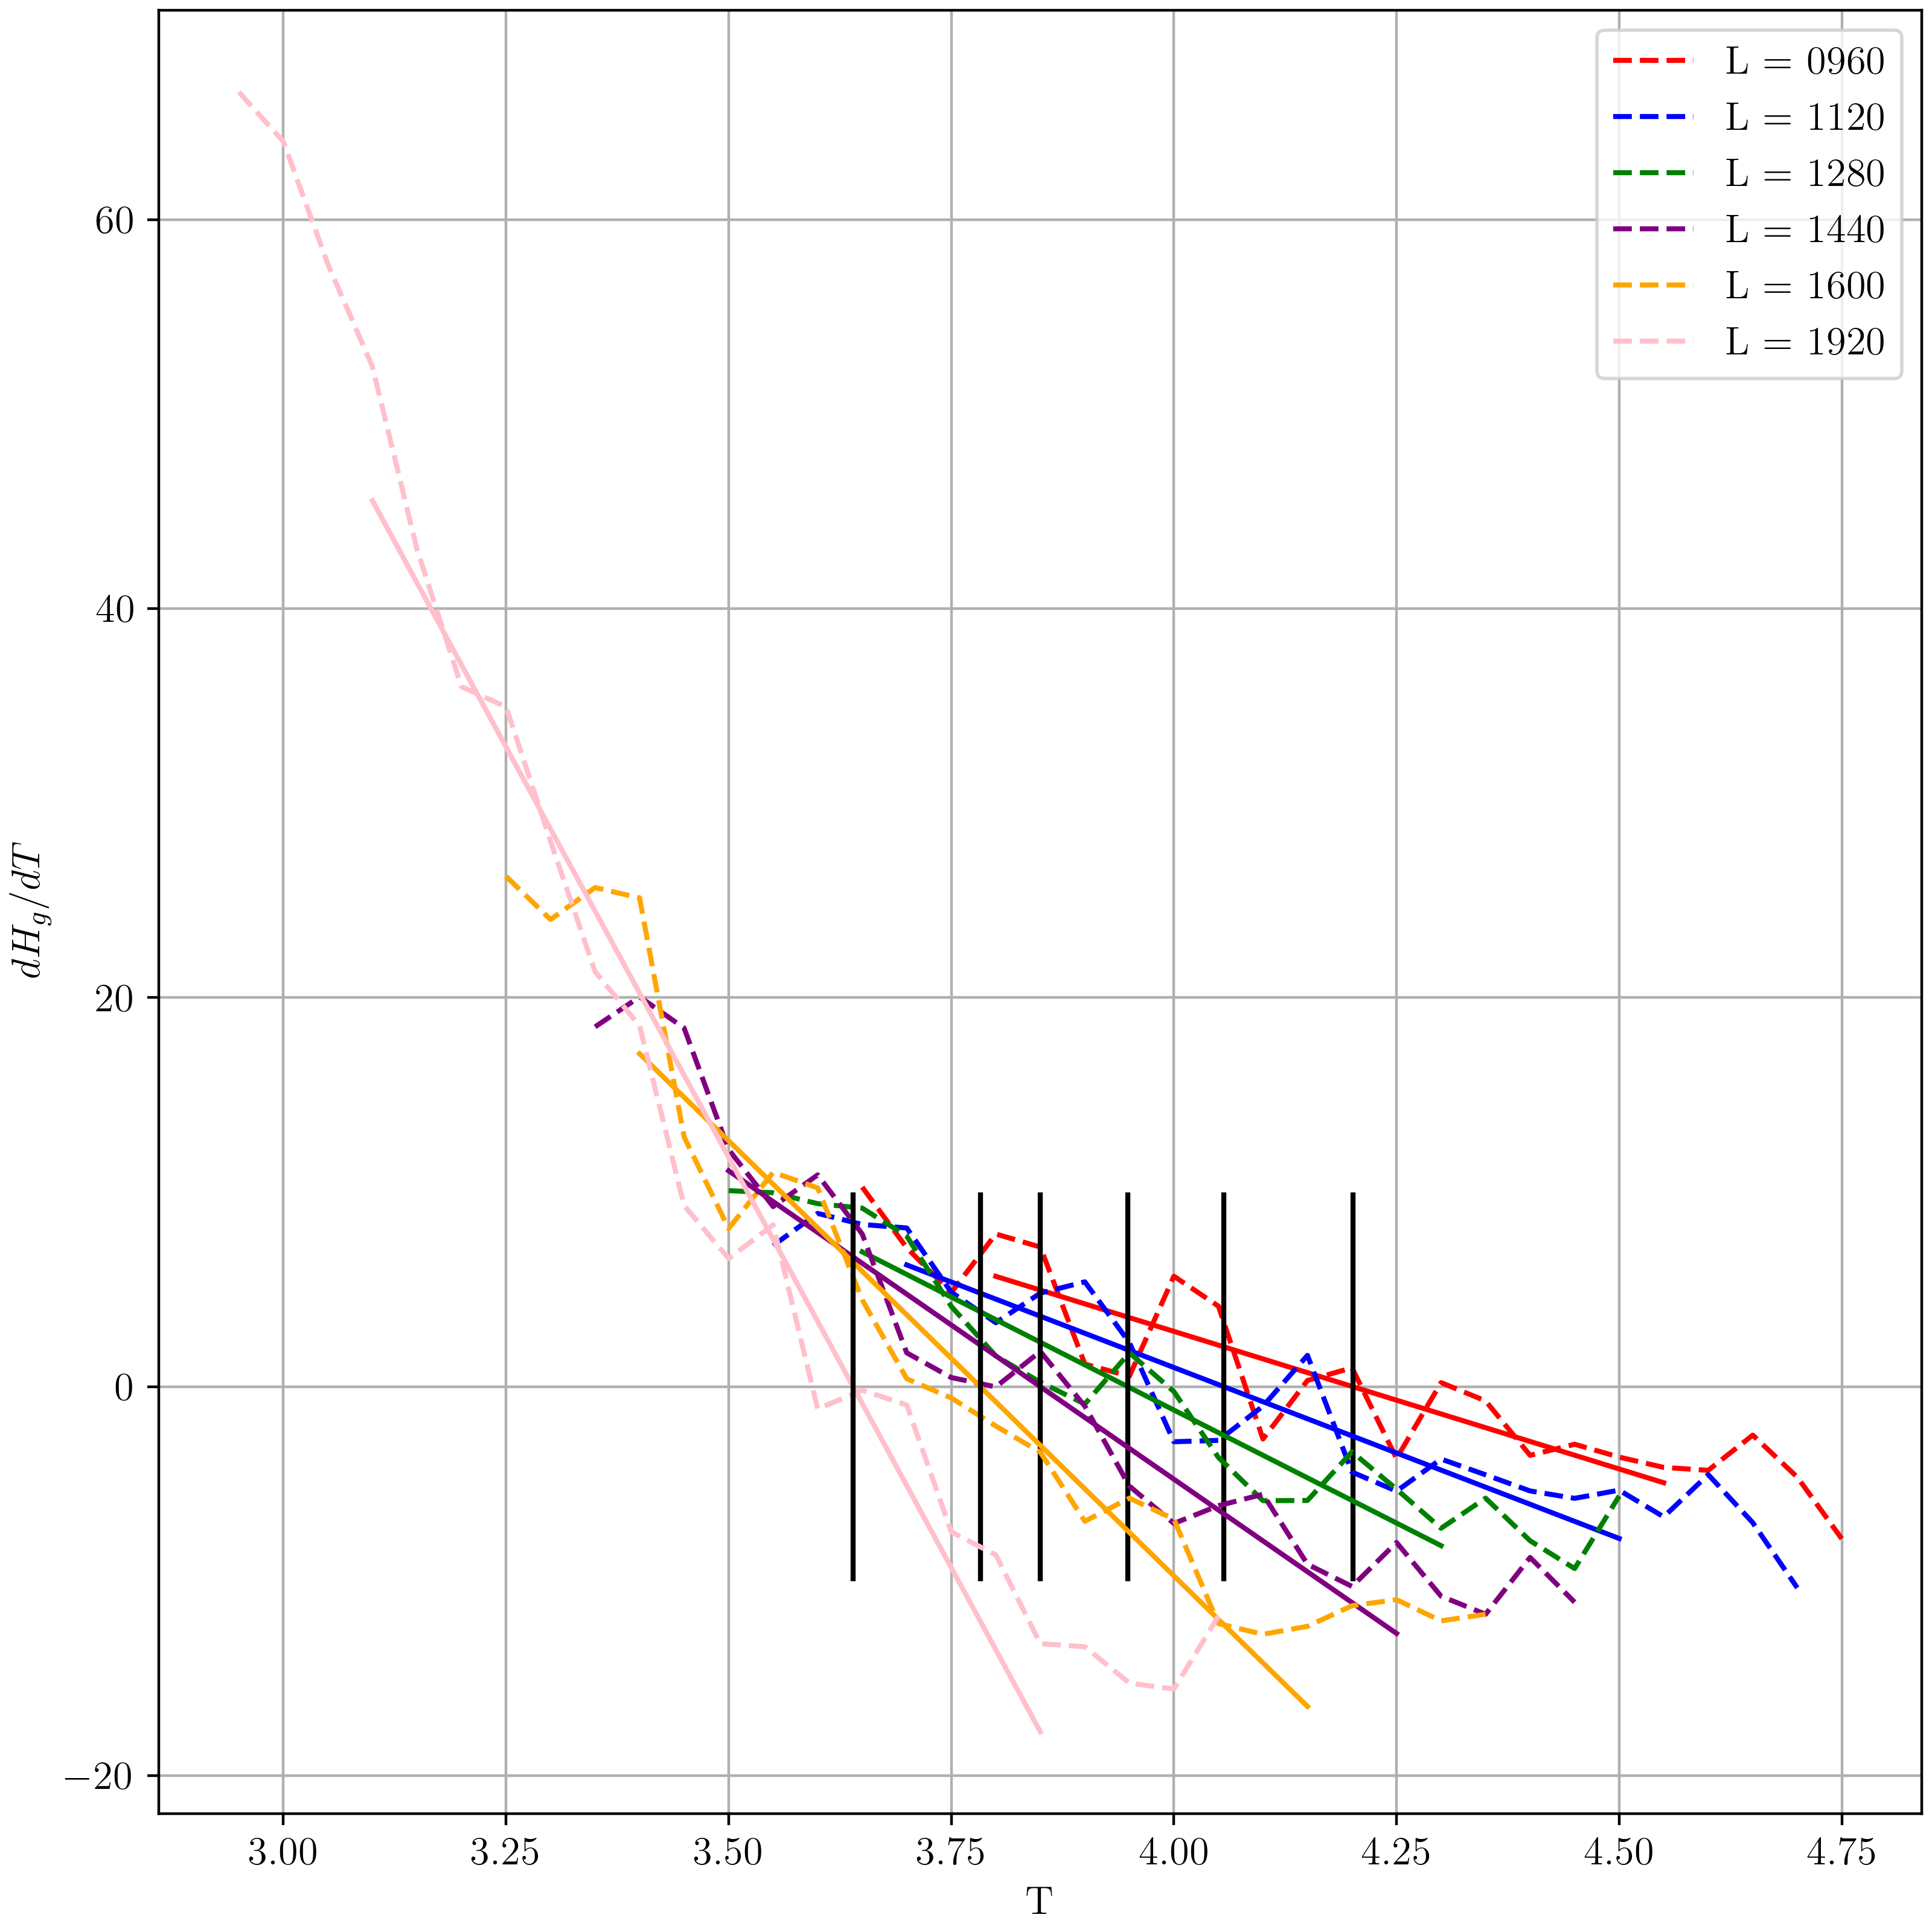 L = 0960
L = 1120
L = 1280
L = 1440
L = 1600
L = 1920
60
40
20
0
−20
dH_g/dT
3.00 3.25 3.50 3.75 4.00 4.25 4.50 4.75
T